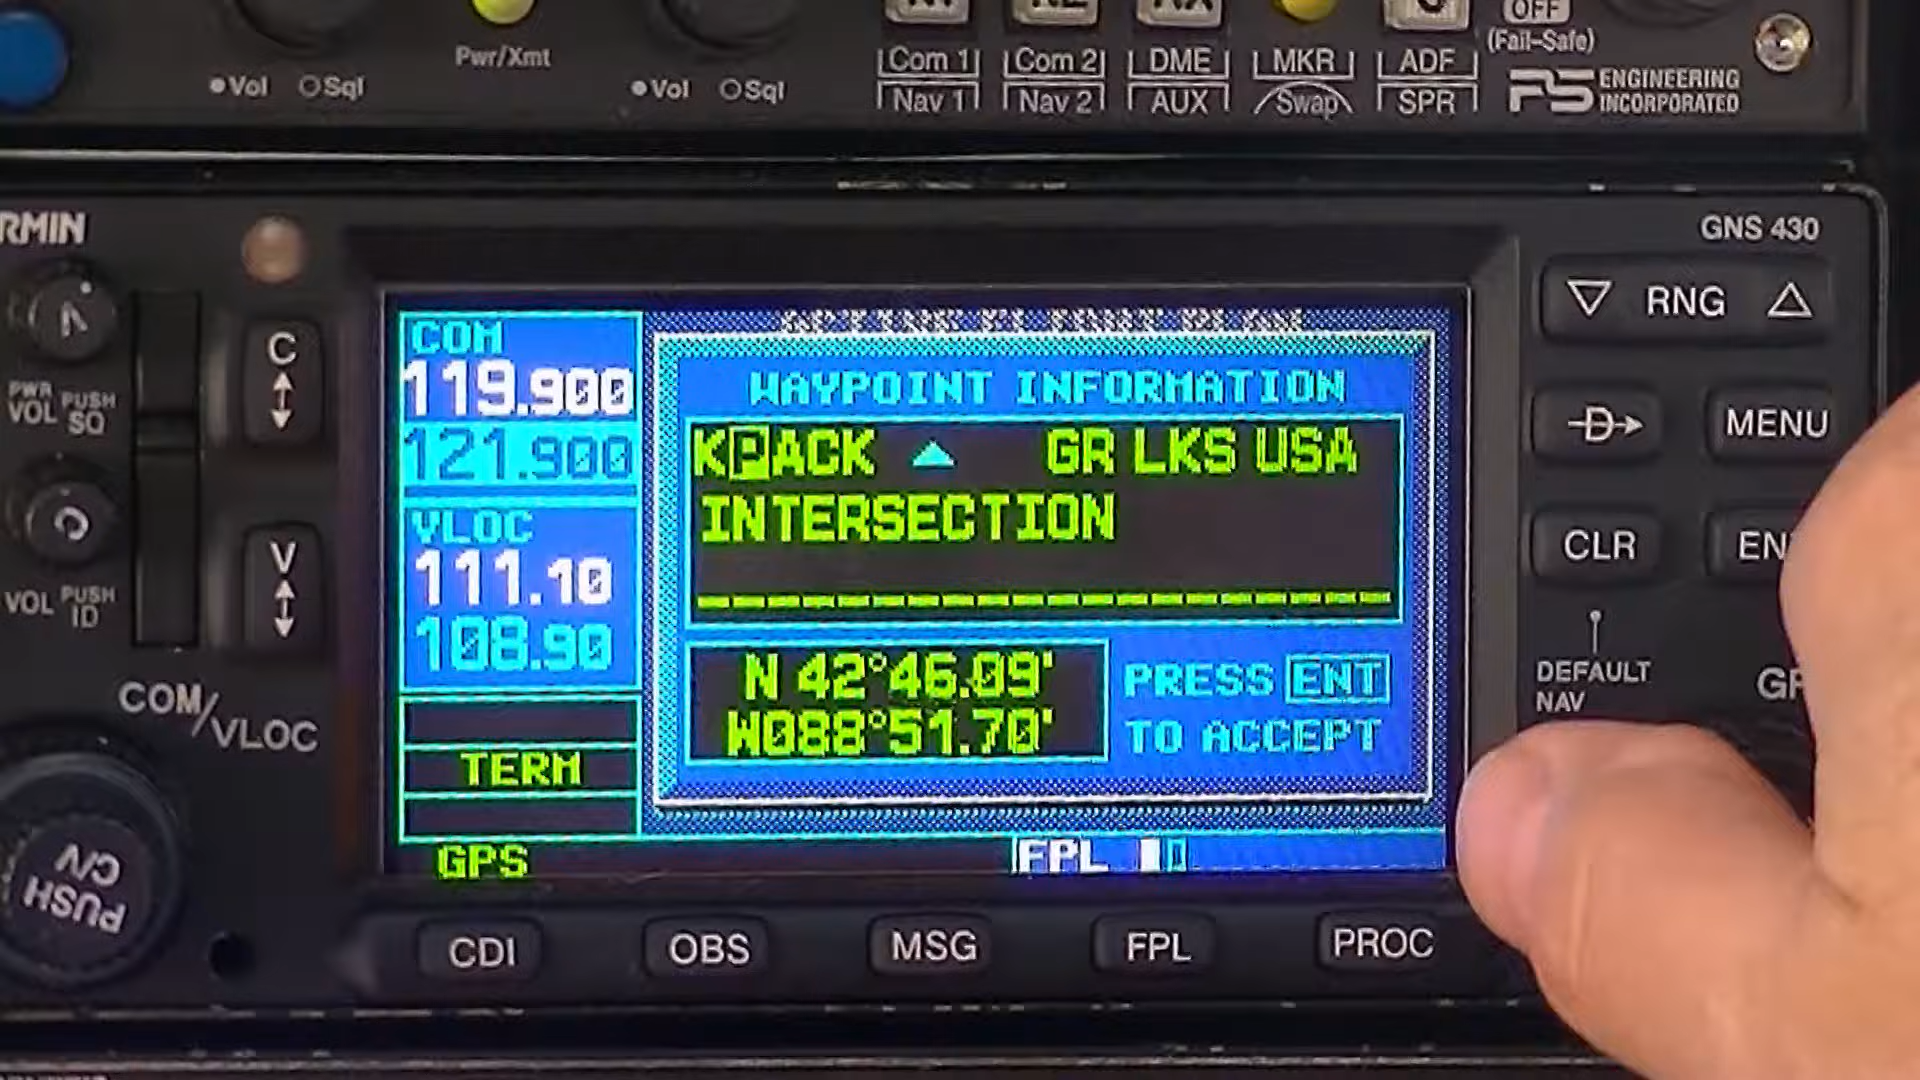 Pwr/Xmt
Vol Sql
Vol Sql
Com 1 Com 2 DME MKR ADF
Nav 1 Nav 2 AUX Swap SPR
OFF
(Fail-Safe)
PS ENGINEERING
INCORPORATED
RMIN
GNS 430
C
PWR
VOL PUSH
SQ
V
VOL PUSH
ID
COM/VLOC
PUSH
C/V
COM
119.900
121.900
VLOC
111.10
108.90
TERM
GPS
ACTIVE FLIGHT PLAN
WAYPOINT INFORMATION
KPACK GR LKS USA
INTERSECTION
N 42°46.09'
W088°51.70'
PRESS ENT
TO ACCEPT
FPL
RNG
D
MENU
CLR
EN
DEFAULT
NAV
CDI OBS MSG FPL PROC